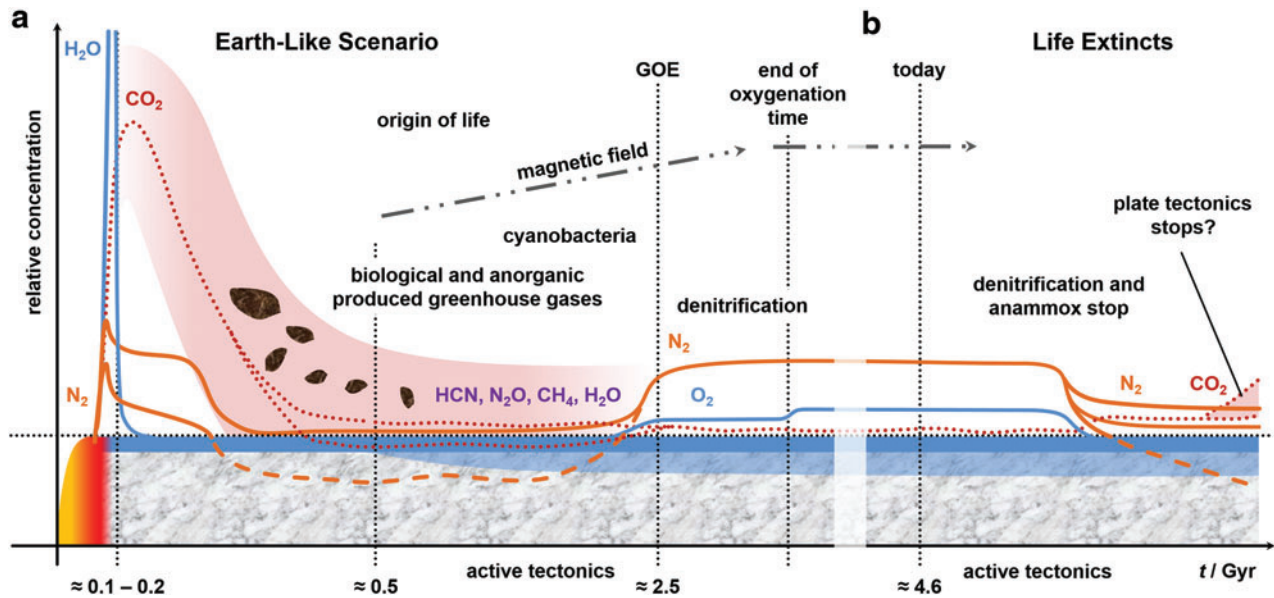 a
Earth-Like Scenario
b
Life Extincts
H₂O
CO₂
GOE
end of
oxygenation
time
today
origin of life
magnetic field
cyanobacteria
plate tectonics
stops?
biological and anorganic
produced greenhouse gases
denitrification
denitrification and
anammox stop
relative concentration
N₂
N₂
HCN, N₂O, CH₄, H₂O
O₂
N₂
CO₂
active tectonics
active tectonics
t / Gyr
≈ 0.1 – 0.2
≈ 0.5
≈ 2.5
≈ 4.6